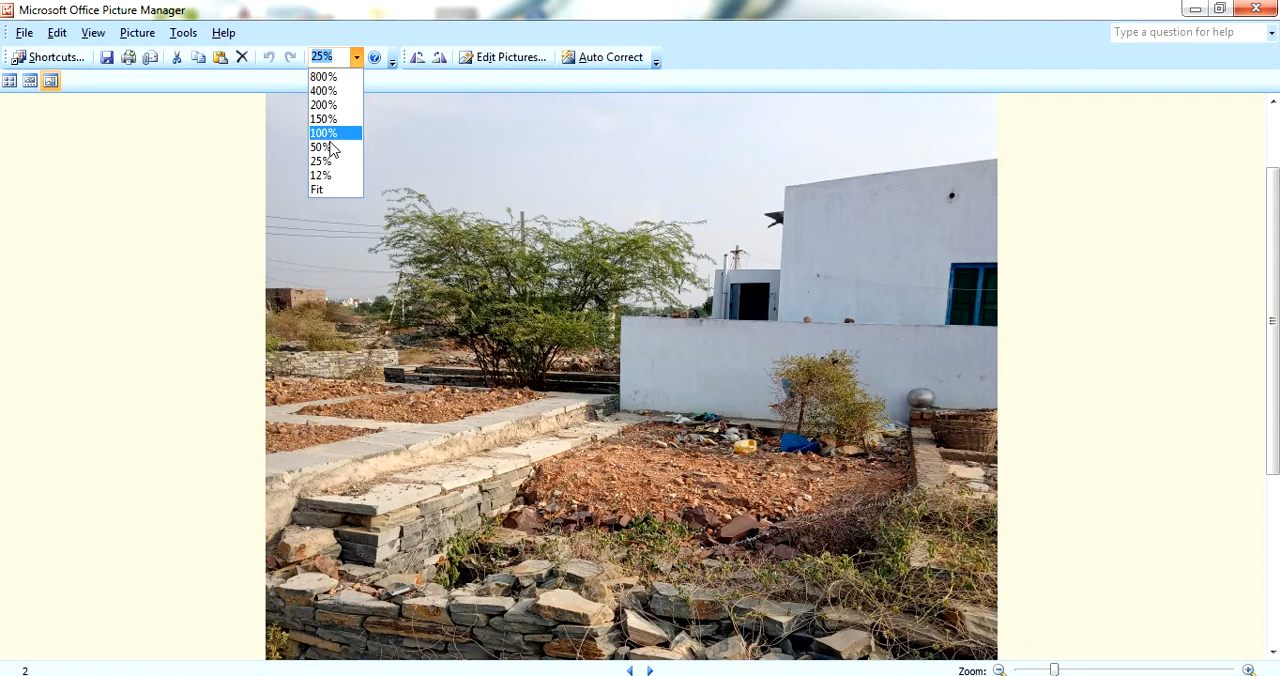 Microsoft Office Picture Manager
File Edit View Picture Tools Help
Type a question for help
Shortcuts... 25% Edit Pictures... Auto Correct
800%
400%
200%
150%
100%
50%
25%
12%
Fit
2 Zoom: